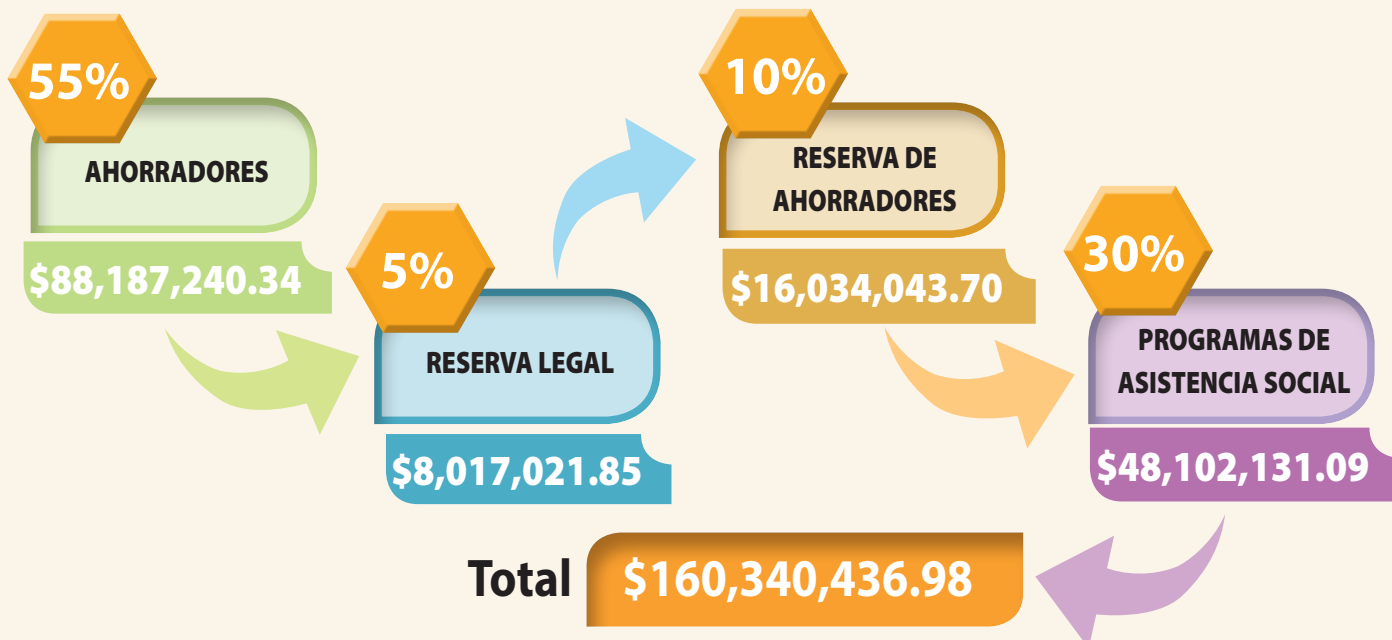 55%
AHORRADORES
$88,187,240.34
5%
RESERVA LEGAL
$8,017,021.85
10%
RESERVA DE
AHORRADORES
$16,034,043.70
30%
PROGRAMAS DE
ASISTENCIA SOCIAL
$48,102,131.09
Total $160,340,436.98